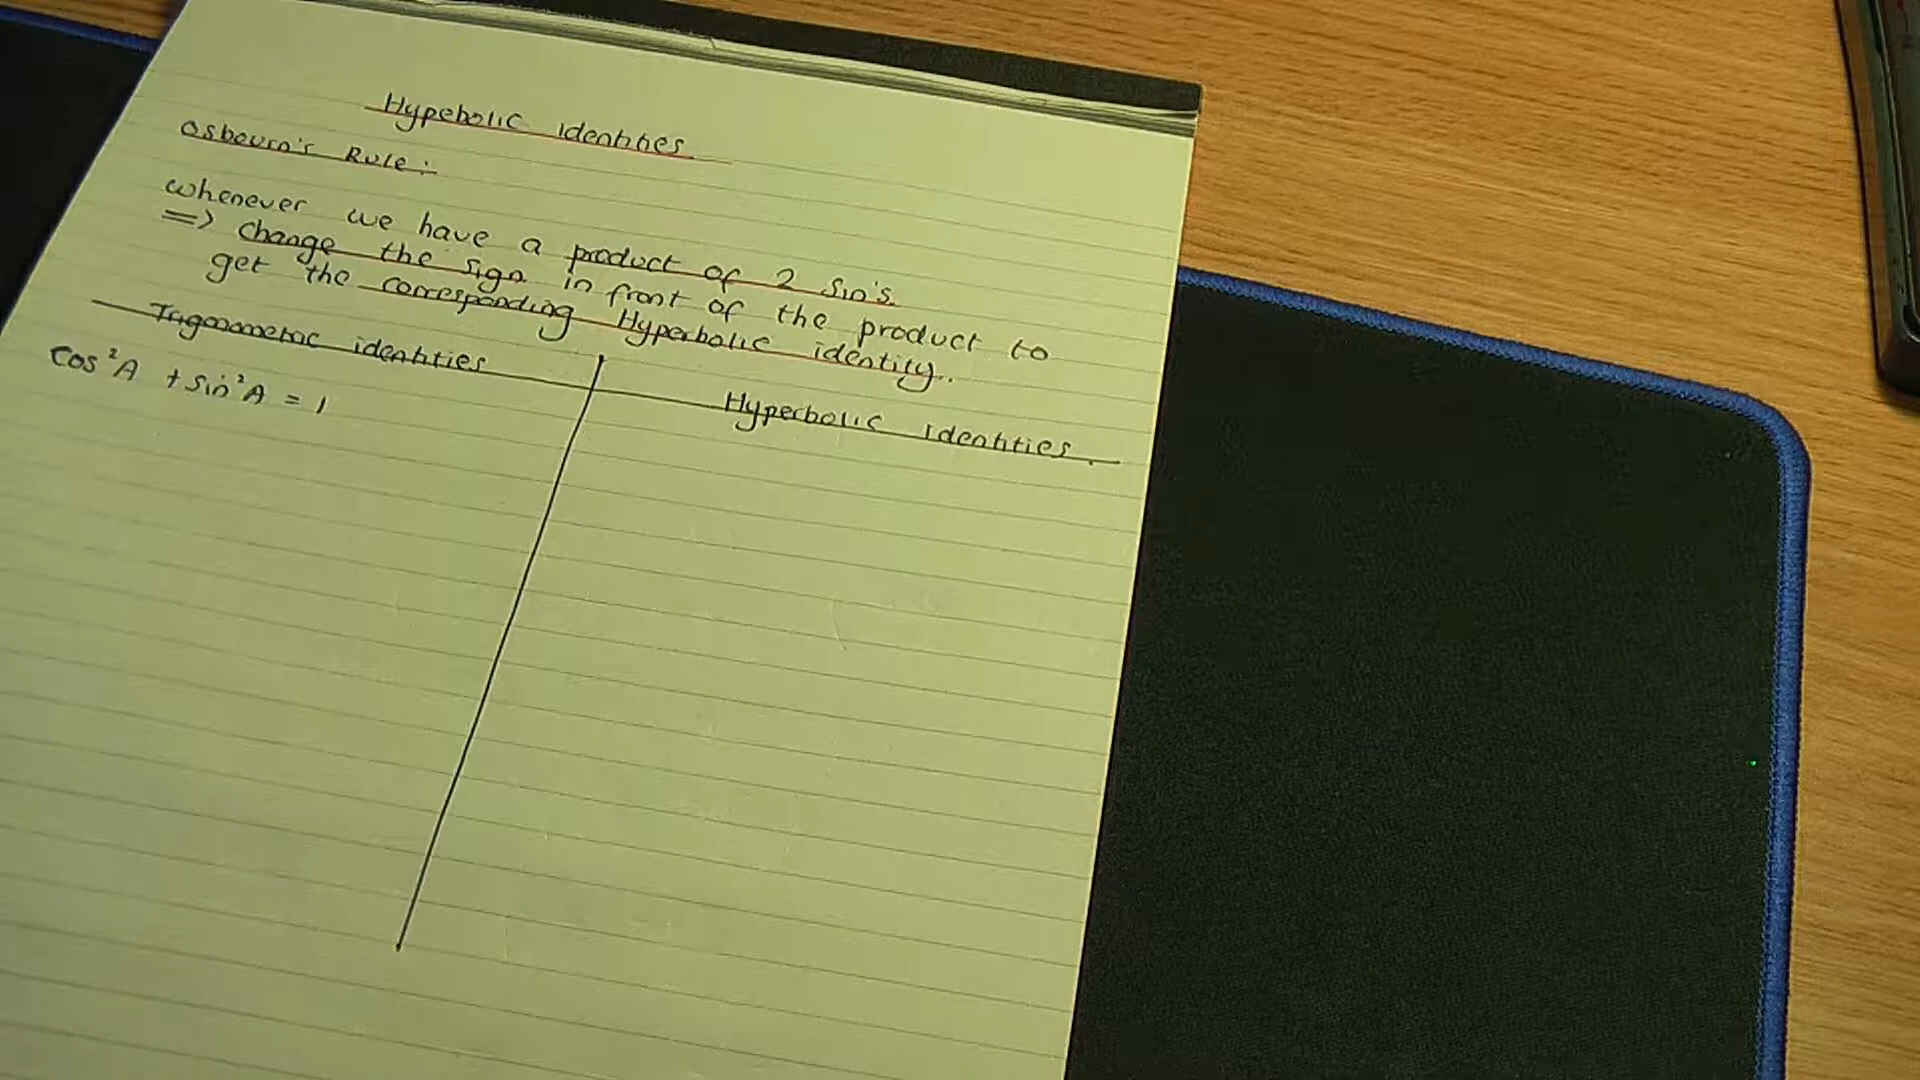 Hypebolic identities
Osbourn's Rule:
whenever we have a product of 2 sin's.
=> change the sign in front of the product to
get the corresponding Hyperbolic identity.
Trigonometric identities
Hyperbolic identities.
cos²A + sin²A = 1